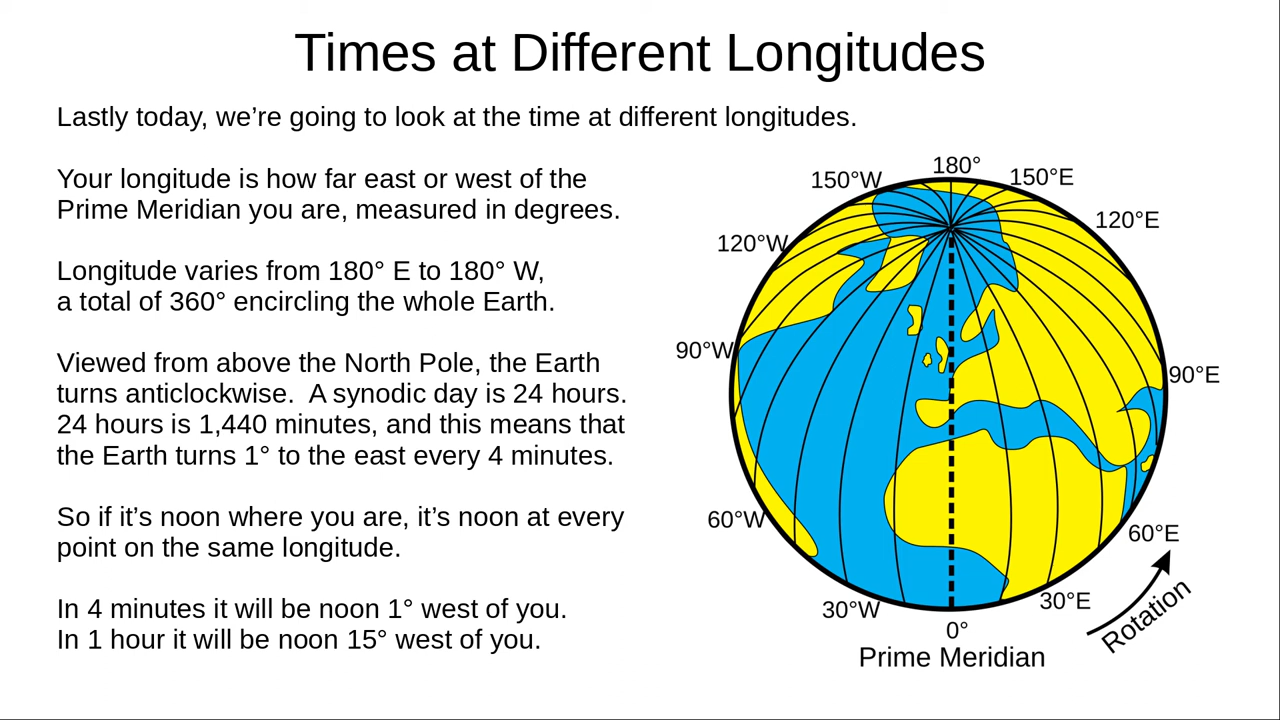 Times at Different Longitudes
Lastly today, we’re going to look at the time at different longitudes.
Your longitude is how far east or west of the
Prime Meridian you are, measured in degrees.
Longitude varies from 180° E to 180° W,
a total of 360° encircling the whole Earth.
Viewed from above the North Pole, the Earth
turns anticlockwise.  A synodic day is 24 hours.
24 hours is 1,440 minutes, and this means that
the Earth turns 1° to the east every 4 minutes.
So if it’s noon where you are, it’s noon at every
point on the same longitude.
In 4 minutes it will be noon 1° west of you.
In 1 hour it will be noon 15° west of you.
180°
150°W
150°E
120°W
120°E
90°W
90°E
60°W
60°E
30°W
30°E
0°
Prime Meridian
Rotation